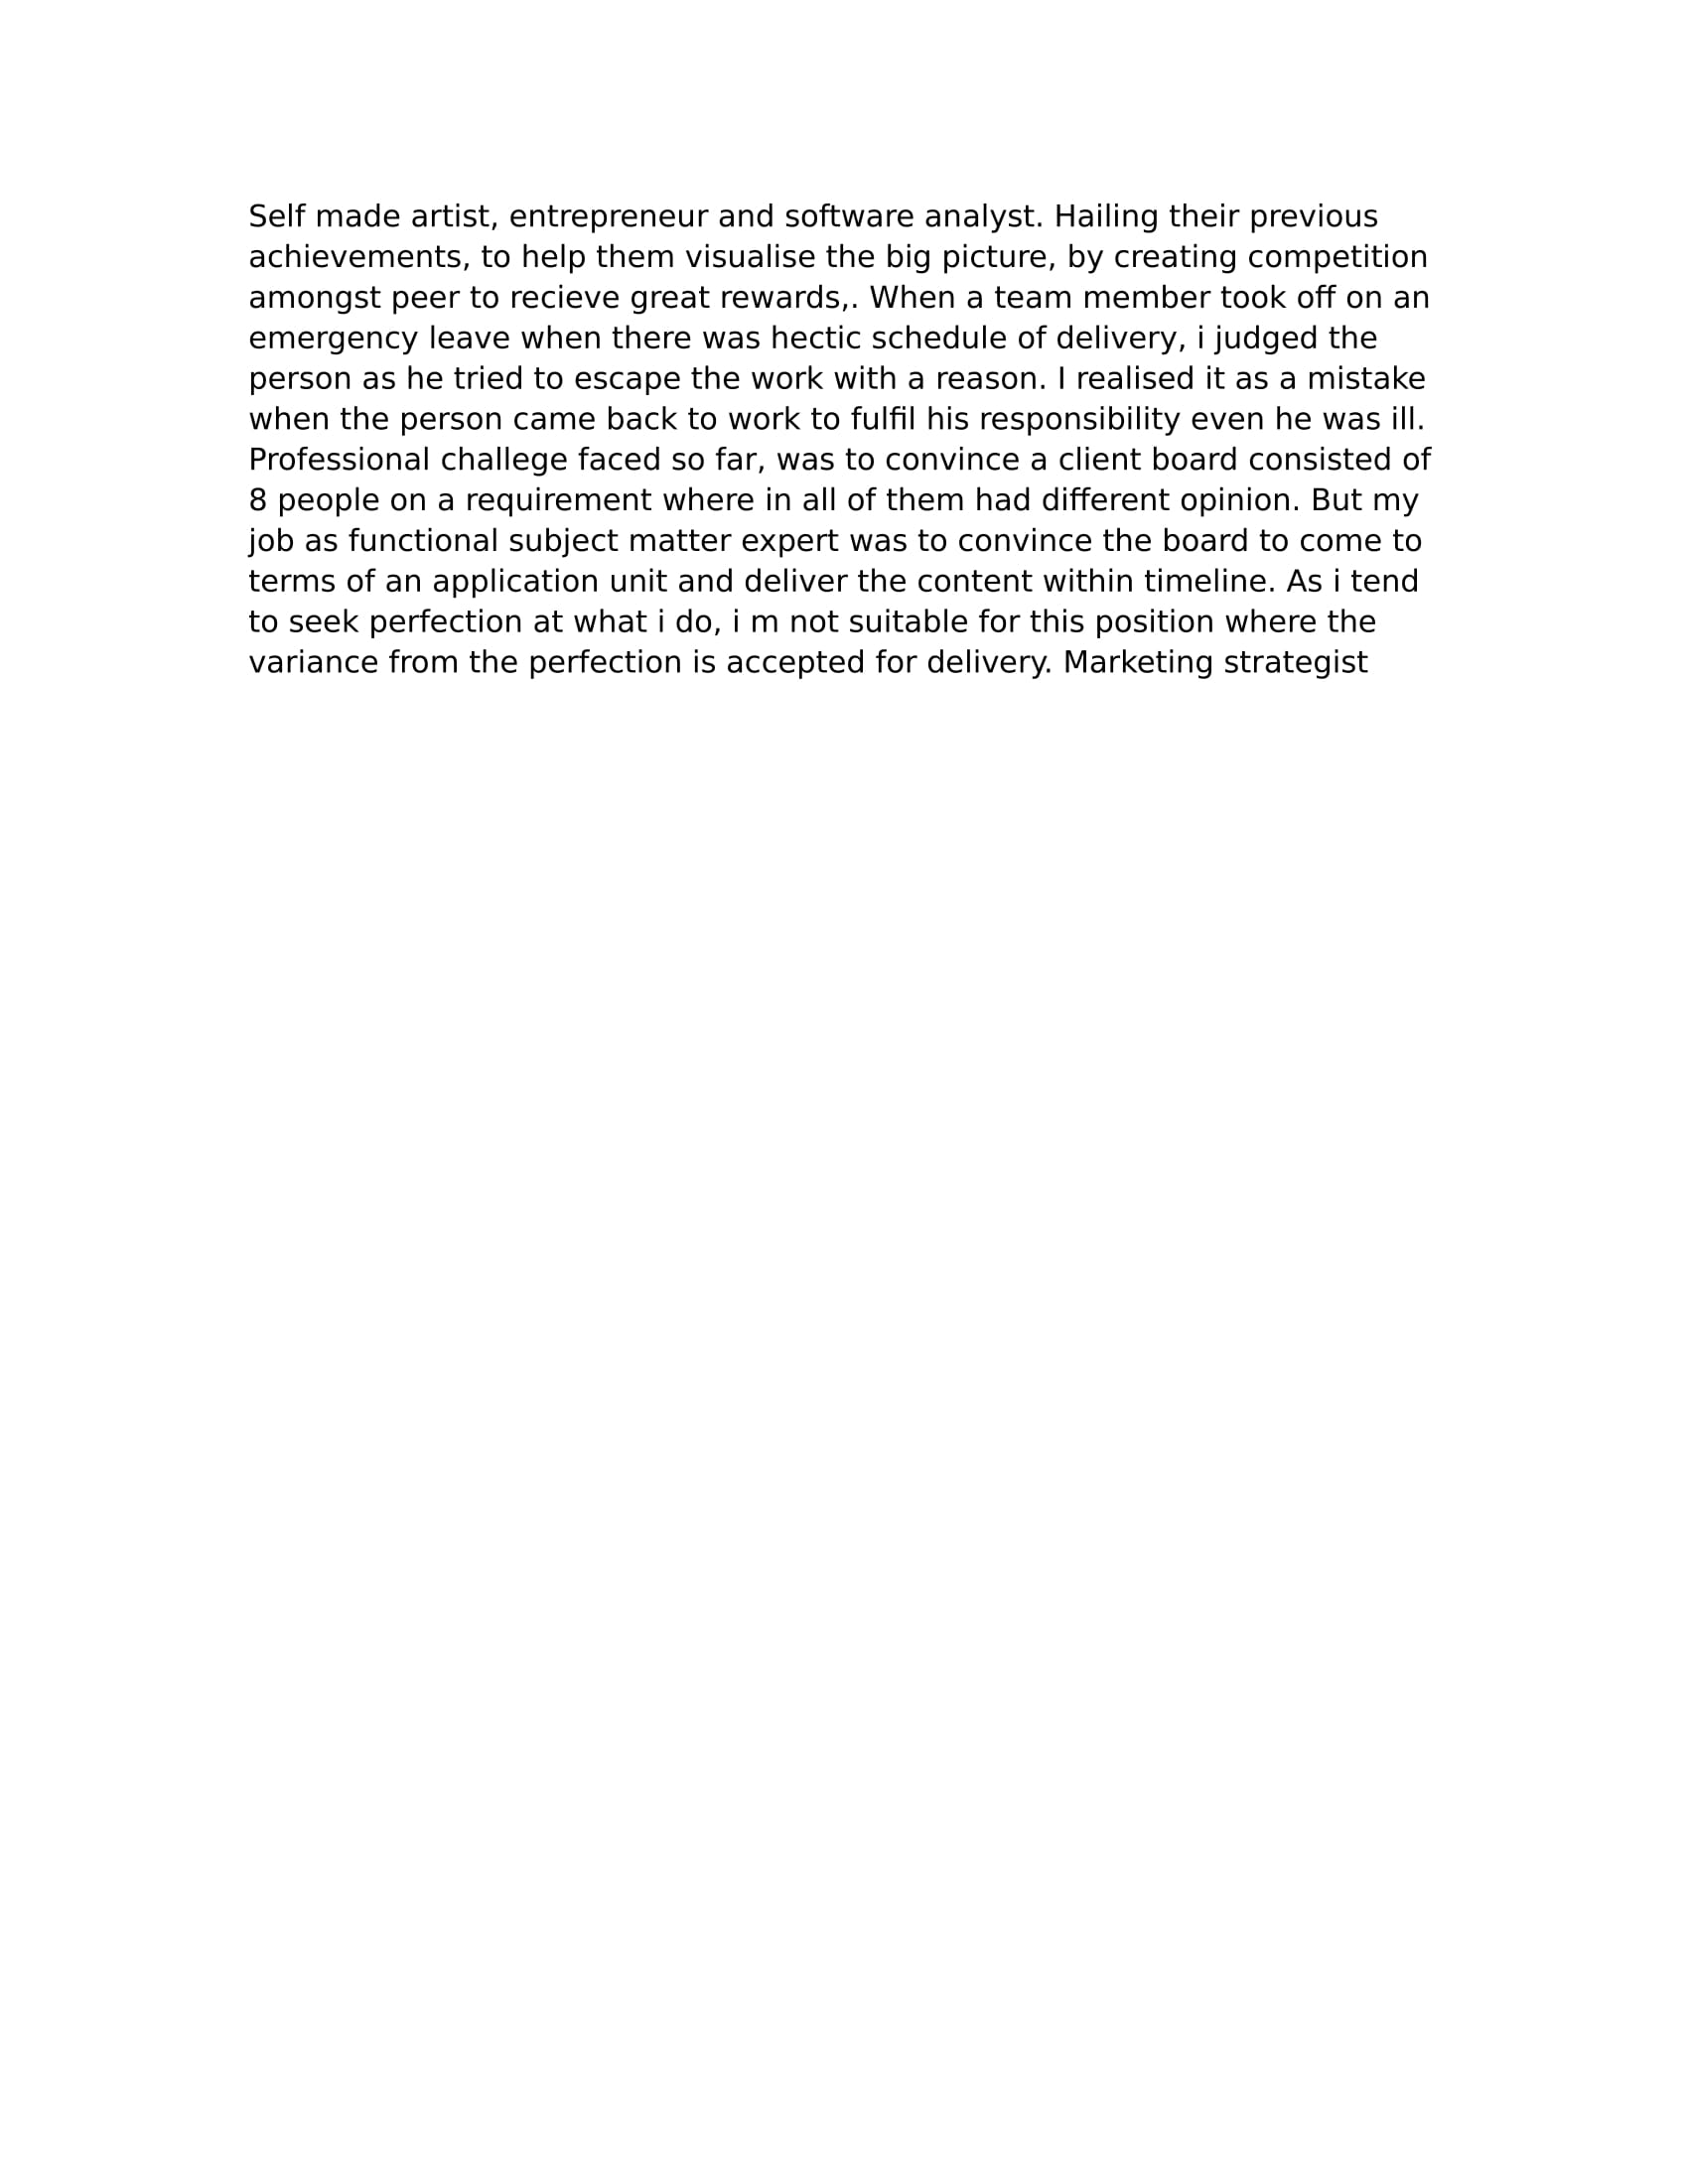 Self made artist, entrepreneur and software analyst. Hailing their previous
achievements, to help them visualise the big picture, by creating competition
amongst peer to recieve great rewards,. When a team member took off on an
emergency leave when there was hectic schedule of delivery, i judged the
person as he tried to escape the work with a reason. I realised it as a mistake
when the person came back to work to fulfil his responsibility even he was ill.
Professional challege faced so far, was to convince a client board consisted of
8 people on a requirement where in all of them had different opinion. But my
job as functional subject matter expert was to convince the board to come to
terms of an application unit and deliver the content within timeline. As i tend
to seek perfection at what i do, i m not suitable for this position where the
variance from the perfection is accepted for delivery. Marketing strategist